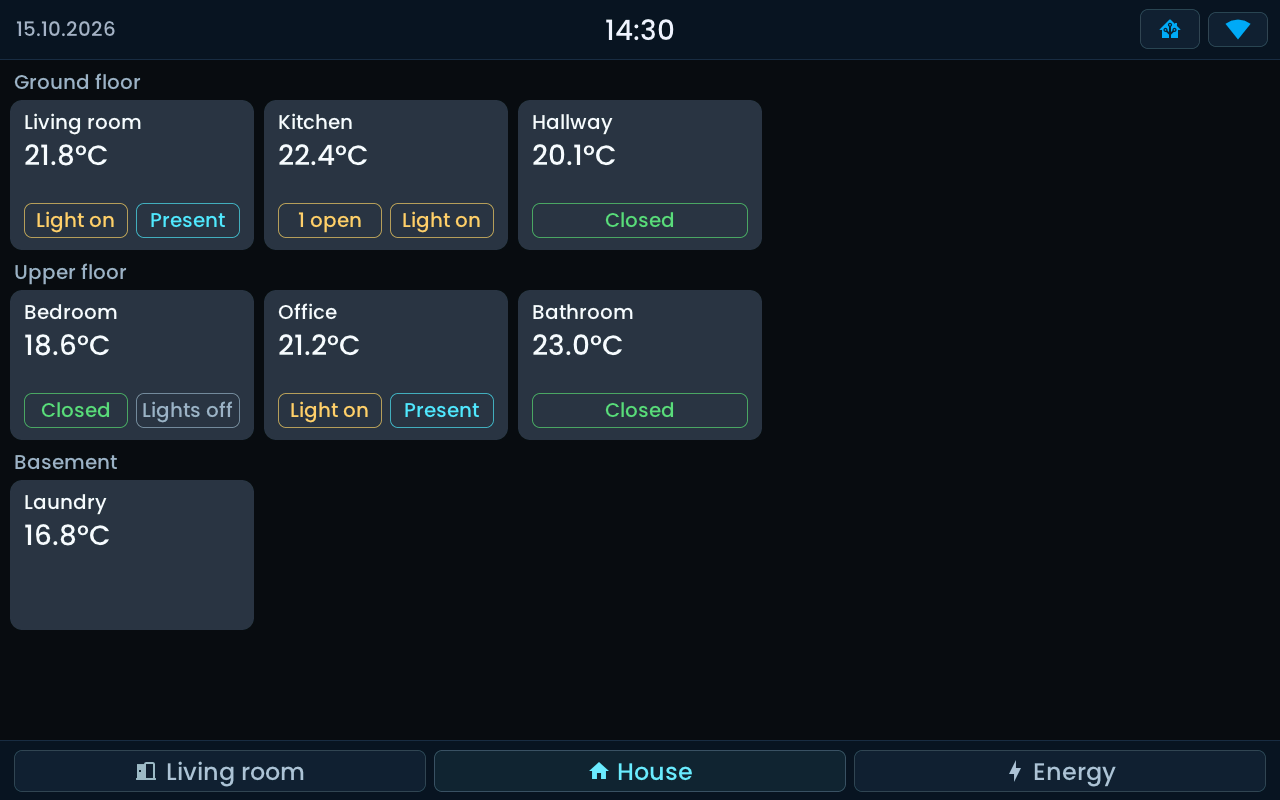 15.10.2026
14:30
Ground floor
Living room
21.8°C
Light on
Present
Kitchen
22.4°C
1 open
Light on
Hallway
20.1°C
Closed
Upper floor
Bedroom
18.6°C
Closed
Lights off
Office
21.2°C
Light on
Present
Bathroom
23.0°C
Closed
Basement
Laundry
16.8°C
Living room
House
Energy